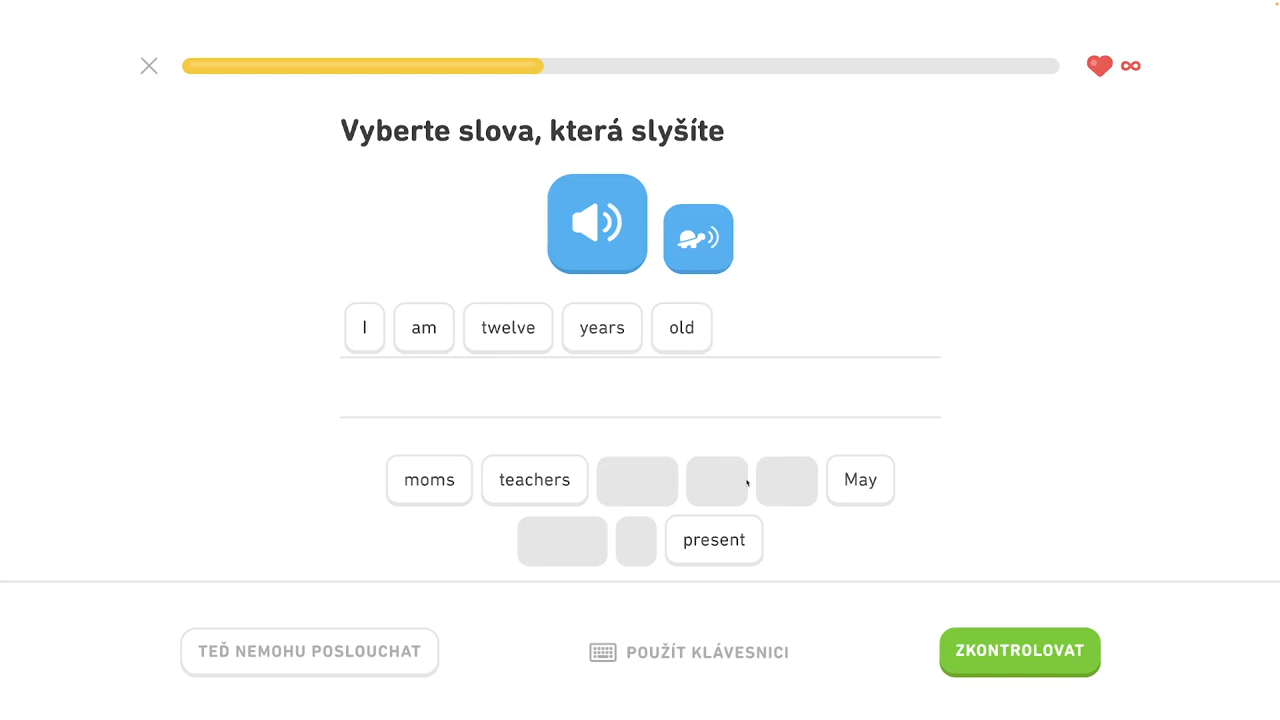 ∞
Vyberte slova, která slyšíte
I am twelve years old
moms teachers May
present
TEĎ NEMOHU POSLOUCHAT POUŽÍT KLÁVESNICI ZKONTROLOVAT